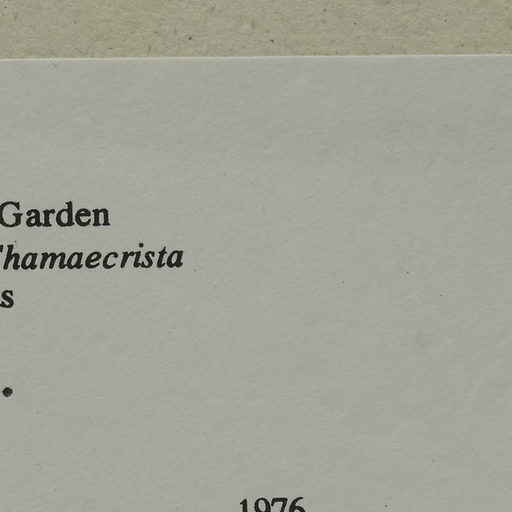 Garden
hamaecrista
s
.
1976